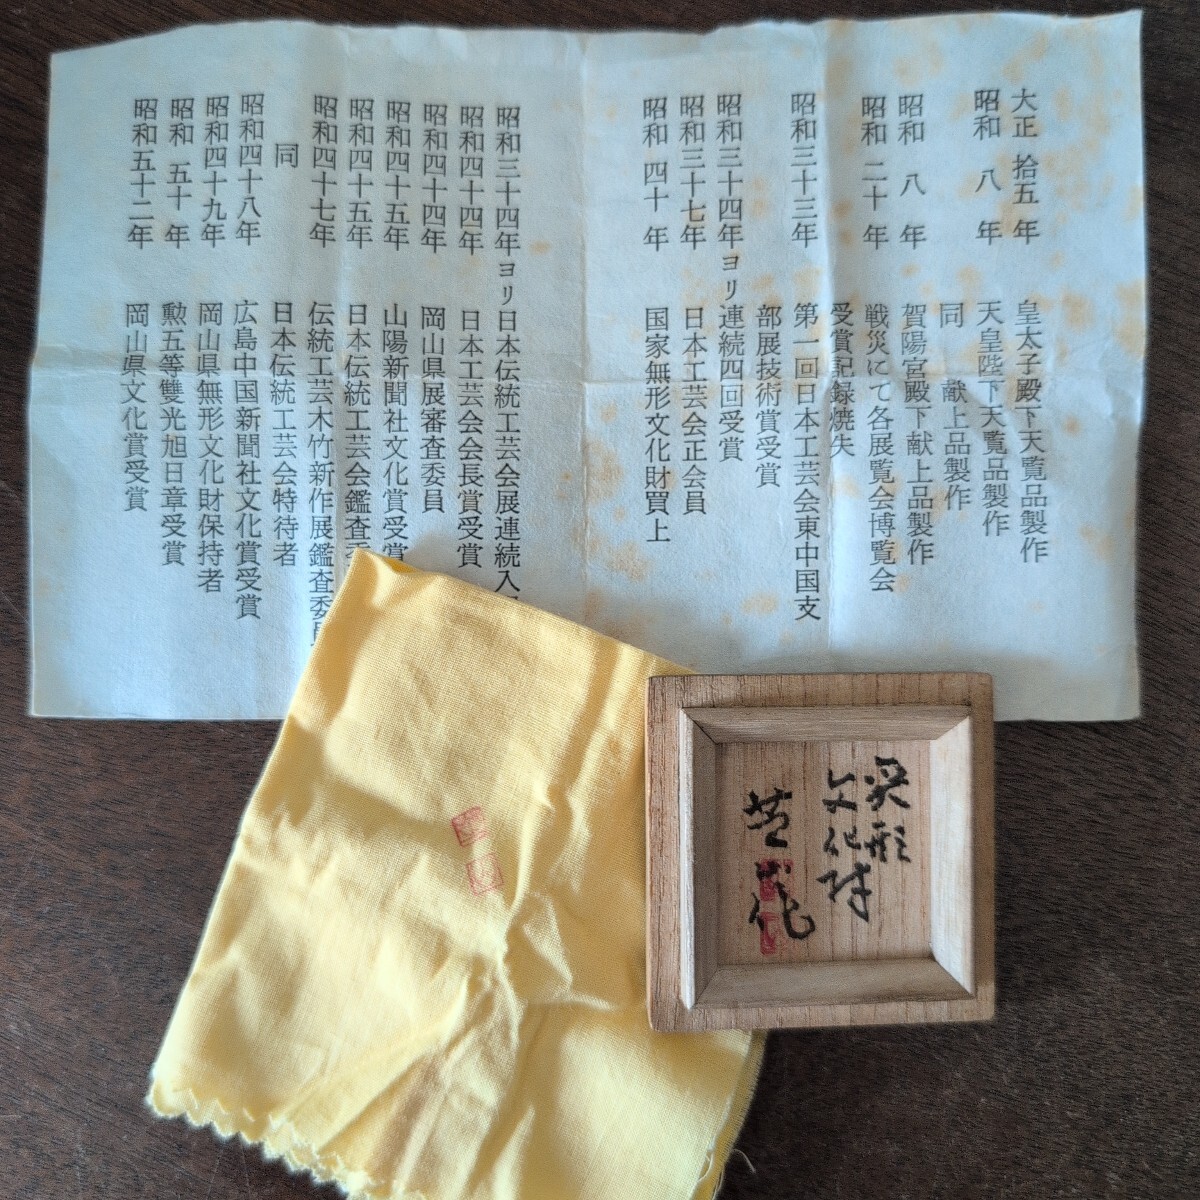 大正 拾五 年 皇太子殿下天覧品製作
昭和 八 年 天皇陛下天覧品製作
同 献上品製作
昭和 八 年 賀陽宮殿下献上品製作
昭和 二十 年 戦災にて各展覧会博覧会
受賞記録焼失
昭和三十三年 第一回日本工芸会東中国支
部展技術賞受賞
昭和三十四年ヨリ連続四回受賞
昭和三十七年 日本工芸会正会員
昭和 四十 年 国家無形文化財買上
昭和三十四年ヨリ日本伝統工芸会展連続入
昭和四十四年 日本工芸会会長賞受賞
昭和四十四年 岡山県展審査委員
昭和四十五年 山陽新聞社文化賞受賞
昭和四十五年 日本伝統工芸会鑑査
昭和四十七年 伝統工芸木竹新作展鑑査委員
同 日本伝統工芸会特待者
昭和四十八年 広島中国新聞社文化賞受賞
昭和四十九年 岡山県無形文化財保持者
昭和 五十 年 勲五等雙光旭日章受賞
昭和五十二年 岡山県文化賞受賞
形
文化財
作